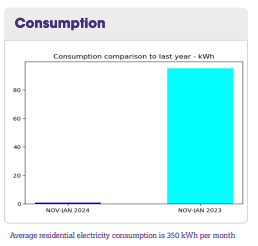 Consumption
Consumption comparison to last year - kWh
80
60
40
20
0
NOV-JAN 2024
NOV-JAN 2023
Average residential electricity consumption is 350 kWh per month